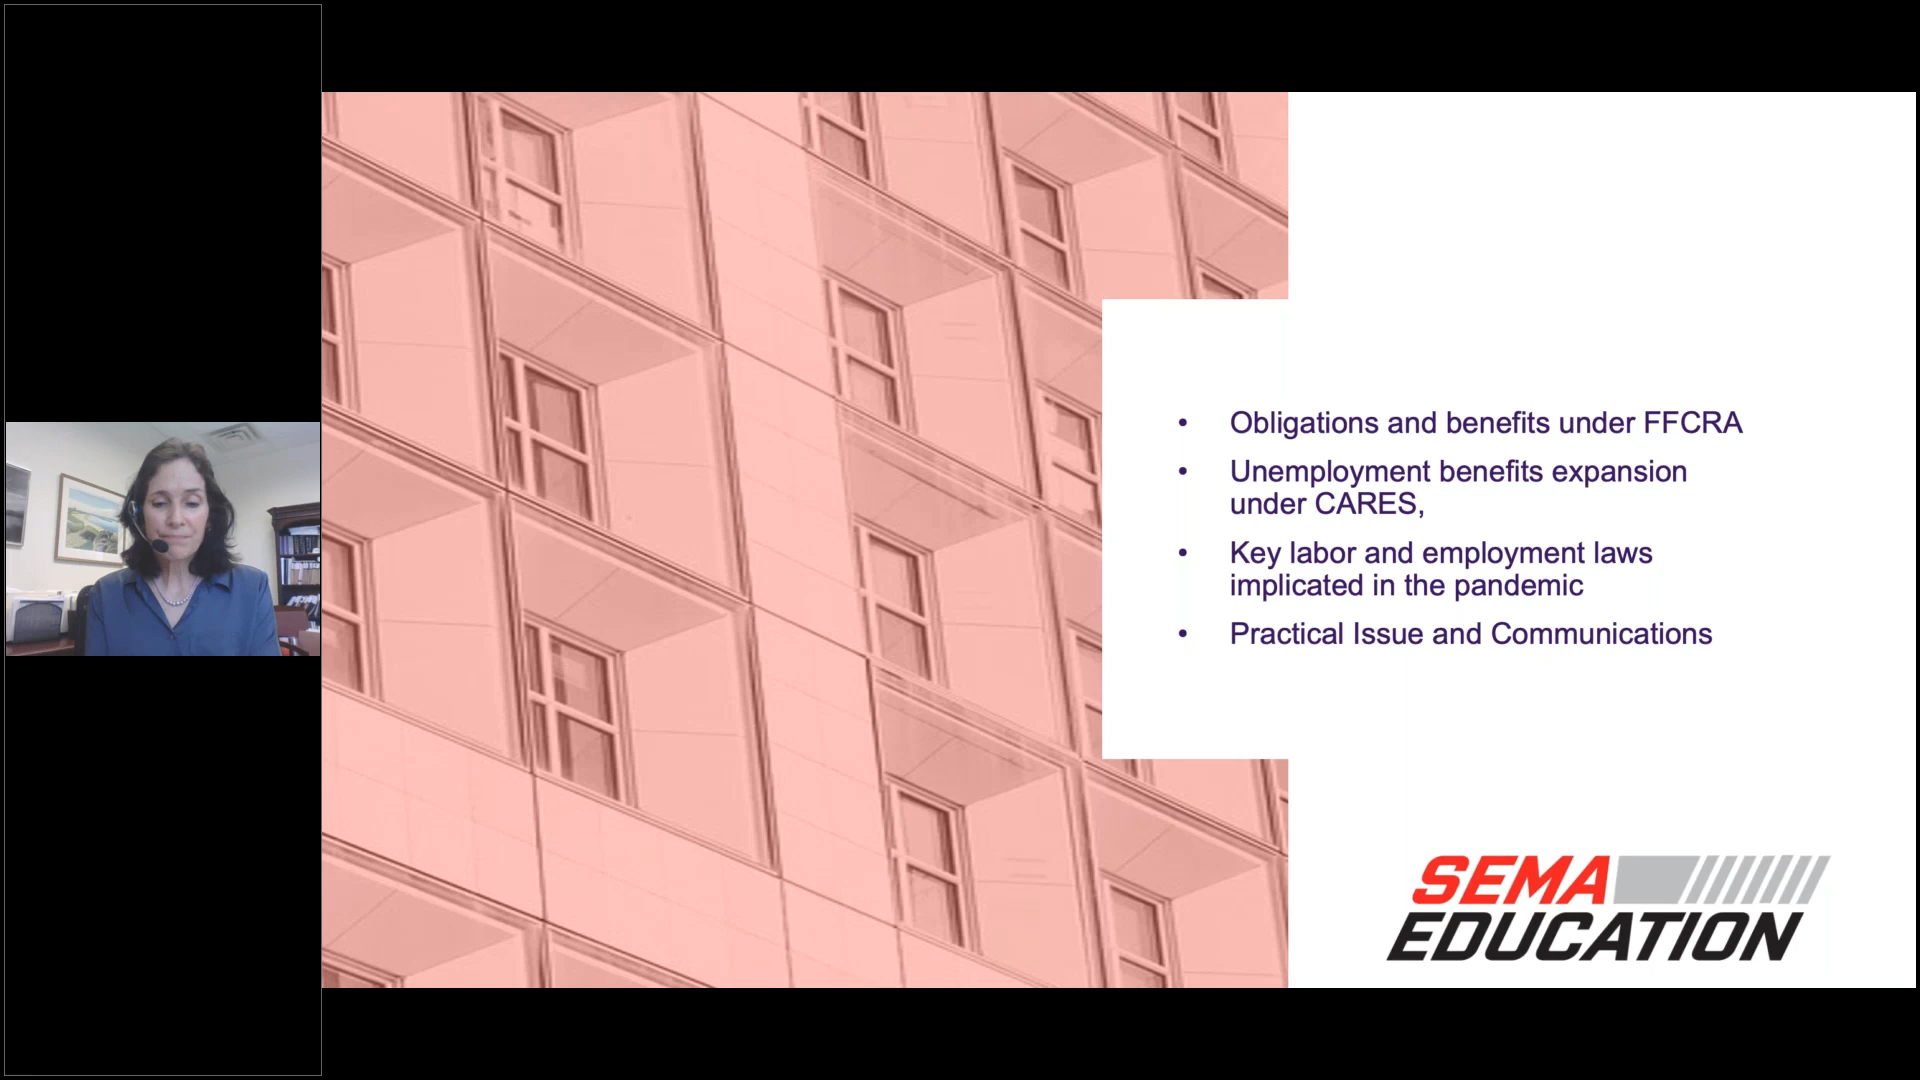 • Obligations and benefits under FFCRA
• Unemployment benefits expansion
under CARES,
• Key labor and employment laws
implicated in the pandemic
• Practical Issue and Communications
SEMA
EDUCATION